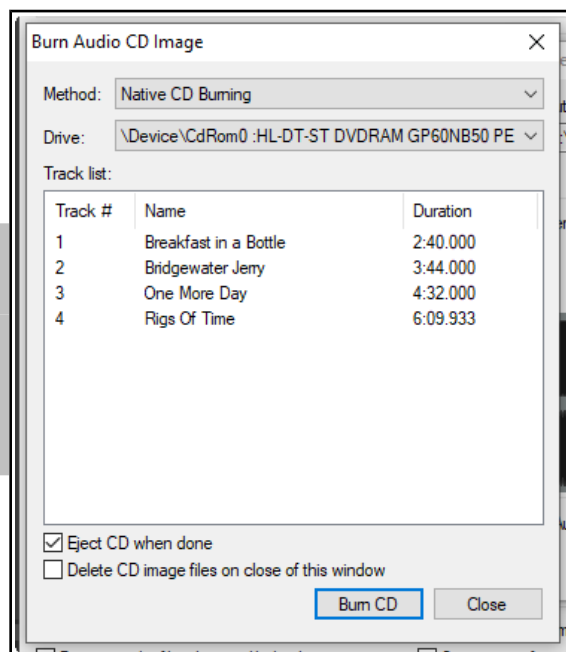 Burn Audio CD Image
Method: Native CD Burning
Drive: \Device\CdRom0 :HL-DT-ST DVDRAM GP60NB50 PE
Track list:
Track # Name Duration
1 Breakfast in a Bottle 2:40.000
2 Bridgewater Jerry 3:44.000
3 One More Day 4:32.000
4 Rigs Of Time 6:09.933
Eject CD when done
Delete CD image files on close of this window
Burn CD Close